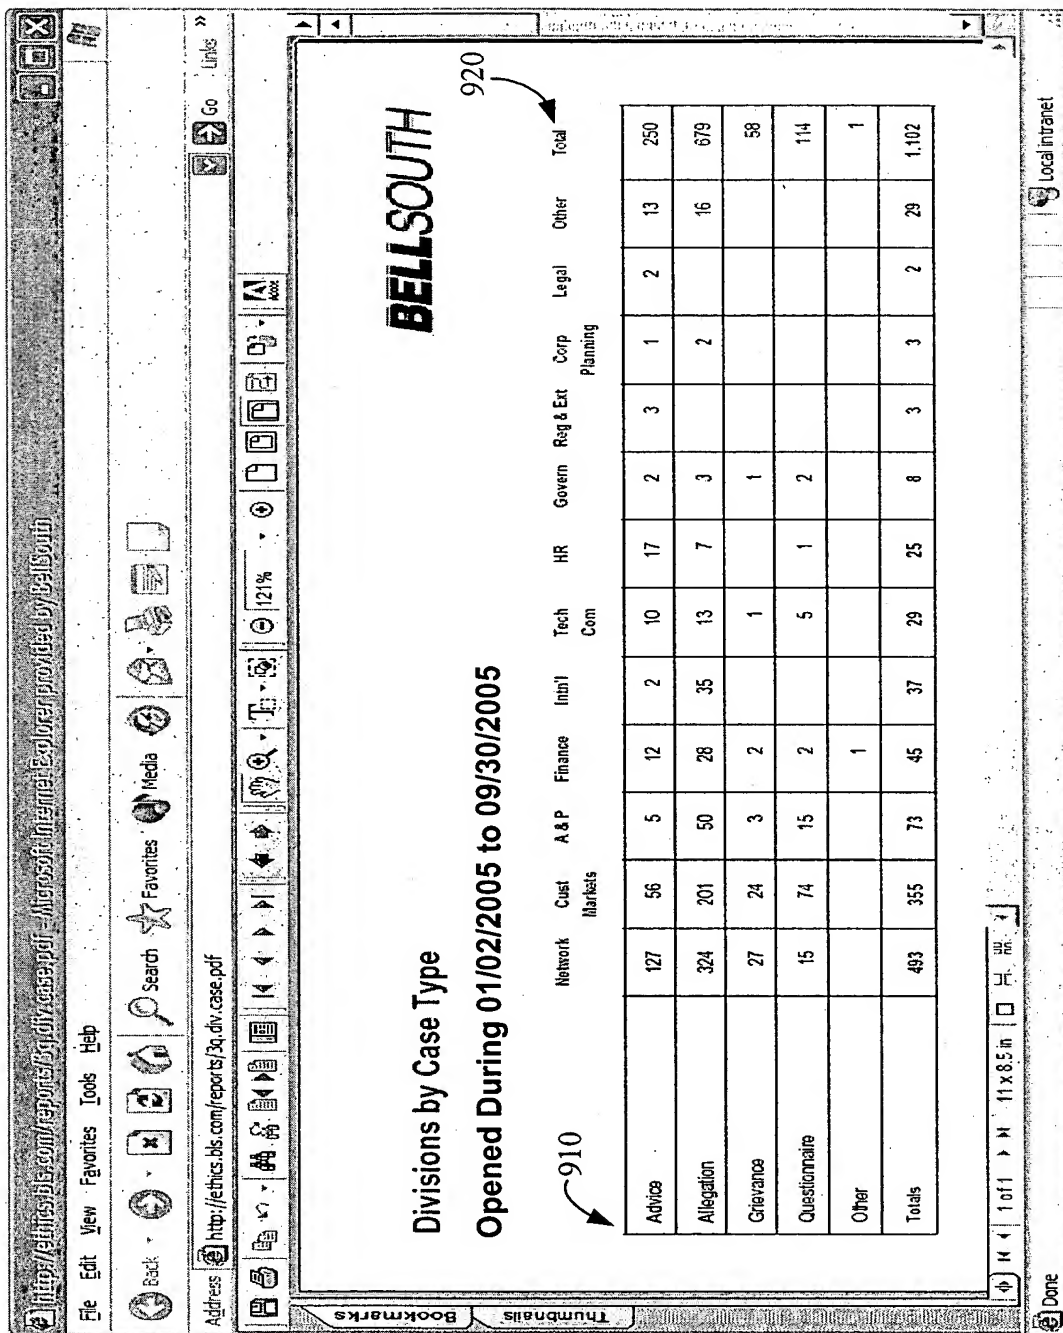 http://ethics.bls.com/reports/3q.div.case.pdf - Microsoft Internet Explorer provided by BellSouth
File Edit View Favorites Tools Help
Back Search Favorites Media
Address http://ethics.bls.com/reports/3q.div.case.pdf Go Links »
121%
Bookmarks
Thumbnails
BELLSOUTH
Divisions by Case Type
Opened During 01/02/2005 to 09/30/2005
910
920
Network Cust Markets A & P Finance Intn'l Tech Com HR Govern Reg & Ext Corp Planning Legal Other Total
Advice 127 56 5 12 2 10 17 2 3 1 2 13 250
Allegation 324 201 50 28 35 13 7 3 2 16 679
Grievance 27 24 3 2 1 1 58
Questionnaire 15 74 15 2 5 1 2 114
Other 1 1
Totals 493 355 73 45 37 29 25 8 3 3 2 29 1.102
1 of 1 11 x 8.5 in
Done Local intranet